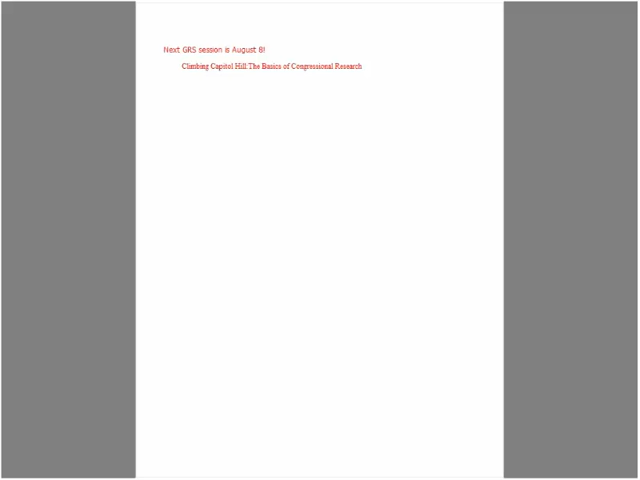 Next GRS session is August 8!
Climbing Capitol Hill:The Basics of Congressional Research